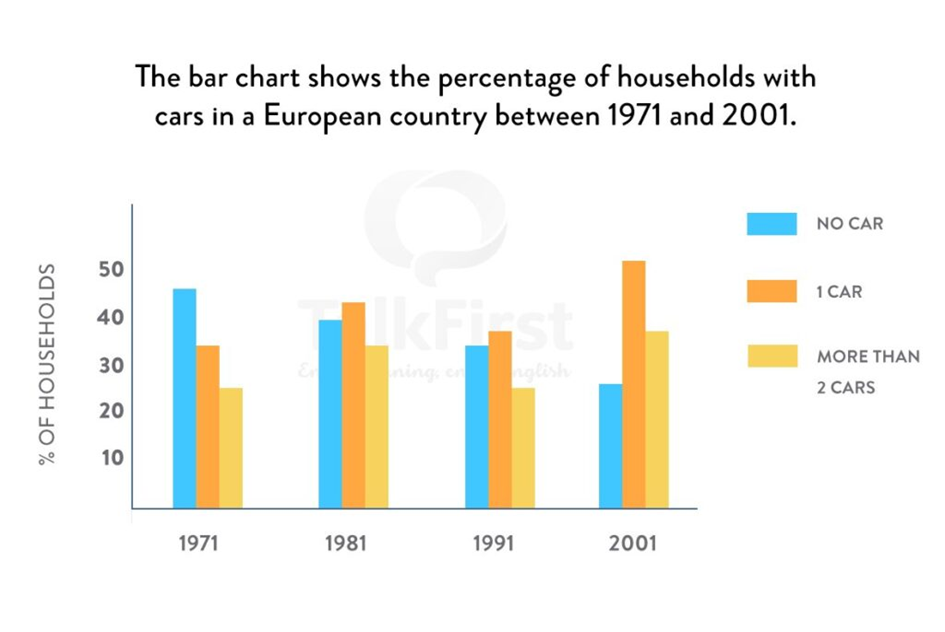 The bar chart shows the percentage of households with
cars in a European country between 1971 and 2001.
TalkFirst
% OF HOUSEHOLDS
50
40
30
20
10
1971
1981
1991
2001
NO CAR
1 CAR
MORE THAN
2 CARS